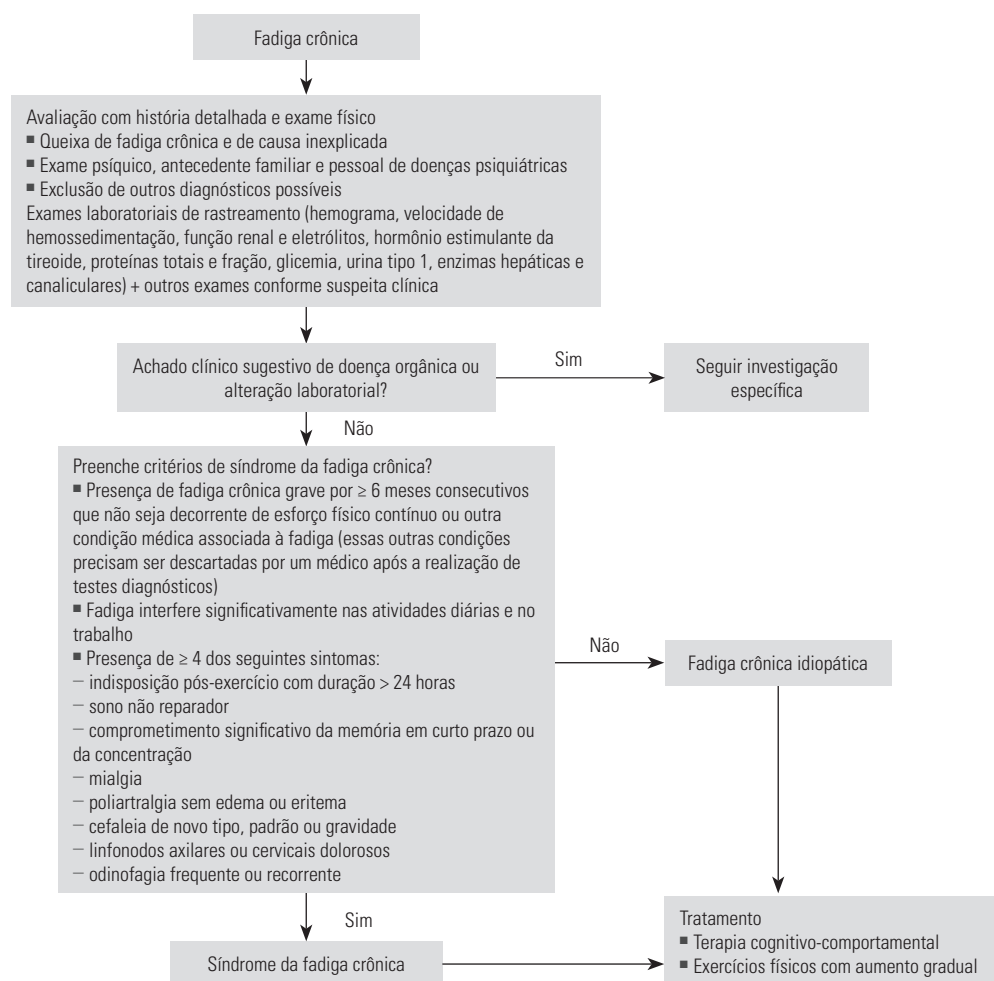 Fadiga crônica
Avaliação com história detalhada e exame físico
■ Queixa de fadiga crônica e de causa inexplicada
■ Exame psíquico, antecedente familiar e pessoal de doenças psiquiátricas
■ Exclusão de outros diagnósticos possíveis
Exames laboratoriais de rastreamento (hemograma, velocidade de
hemossedimentação, função renal e eletrólitos, hormônio estimulante da
tireoide, proteínas totais e fração, glicemia, urina tipo 1, enzimas hepáticas e
canaliculares) + outros exames conforme suspeita clínica
Achado clínico sugestivo de doença orgânica ou
alteração laboratorial?
Sim
Seguir investigação
específica
Não
Preenche critérios de síndrome da fadiga crônica?
■ Presença de fadiga crônica grave por ≥ 6 meses consecutivos
que não seja decorrente de esforço físico contínuo ou outra
condição médica associada à fadiga (essas outras condições
precisam ser descartadas por um médico após a realização de
testes diagnósticos)
■ Fadiga interfere significativamente nas atividades diárias e no
trabalho
■ Presença de ≥ 4 dos seguintes sintomas:
– indisposição pós-exercício com duração > 24 horas
– sono não reparador
– comprometimento significativo da memória em curto prazo ou
da concentração
– mialgia
– poliartralgia sem edema ou eritema
– cefaleia de novo tipo, padrão ou gravidade
– linfonodos axilares ou cervicais dolorosos
– odinofagia frequente ou recorrente
Não
Fadiga crônica idiopática
Sim
Síndrome da fadiga crônica
Tratamento
■ Terapia cognitivo-comportamental
■ Exercícios físicos com aumento gradual